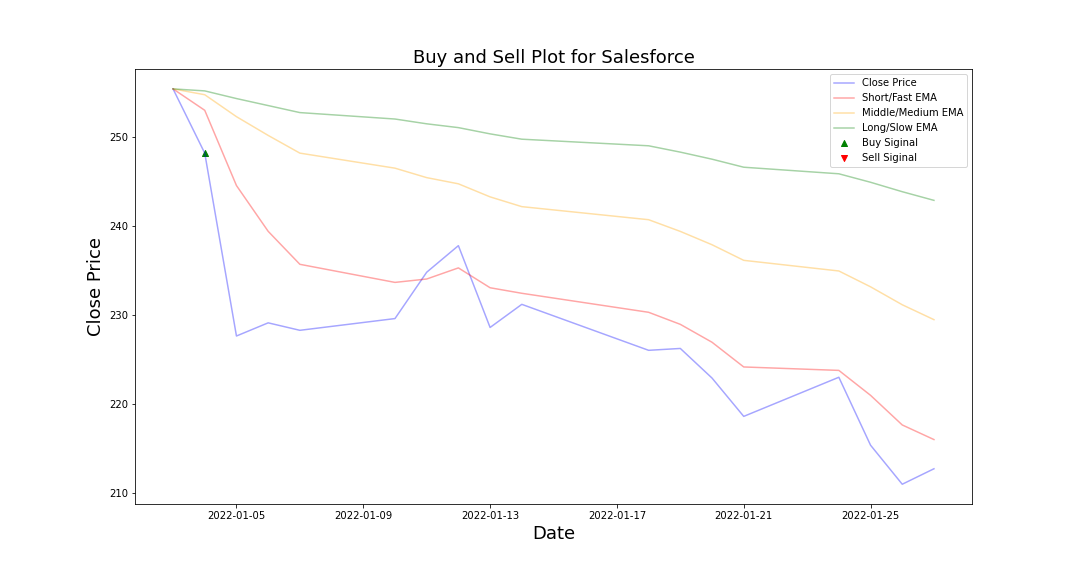 Buy and Sell Plot for Salesforce
Close Price
Short/Fast EMA
Middle/Medium EMA
Long/Slow EMA
Buy Siginal
Sell Siginal
Close Price
250
240
230
220
210
2022-01-05 2022-01-09 2022-01-13 2022-01-17 2022-01-21 2022-01-25
Date